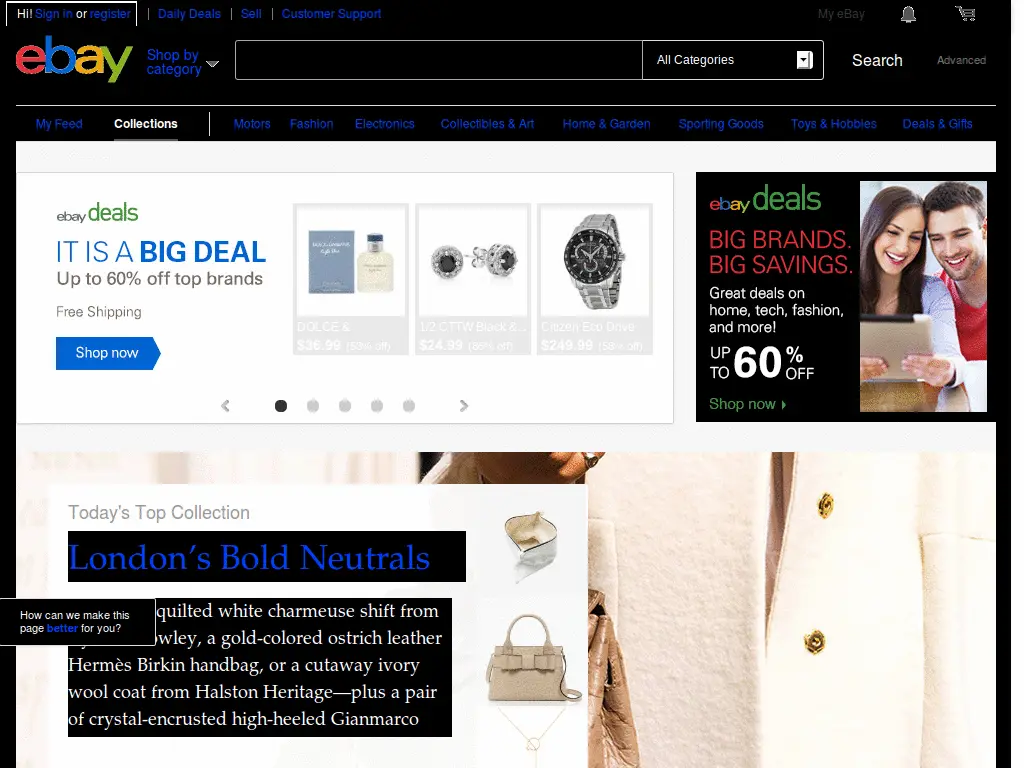 Hi! Sign in or register | Daily Deals | Sell | Customer Support
My eBay
ebay
Shop by
category
All Categories
Search
Advanced
My Feed
Collections
Motors
Fashion
Electronics
Collectibles & Art
Home & Garden
Sporting Goods
Toys & Hobbies
Deals & Gifts
ebay deals
IT IS A BIG DEAL
Up to 60% off top brands
Free Shipping
Shop now
DOLCE &
$36.99 (53% off)
1/2 CTTW Black &...
$24.99 (85% off)
Citizen Eco Drive
$249.99 (58% off)
ebay deals
BIG BRANDS.
BIG SAVINGS.
Great deals on
home, tech, fashion,
and more!
UP TO 60% OFF
Shop now
Today's Top Collection
London’s Bold Neutrals
quilted white charmeuse shift from
owley, a gold-colored ostrich leather
Hermès Birkin handbag, or a cutaway ivory
wool coat from Halston Heritage—plus a pair
of crystal-encrusted high-heeled Gianmarco
How can we make this
page better for you?